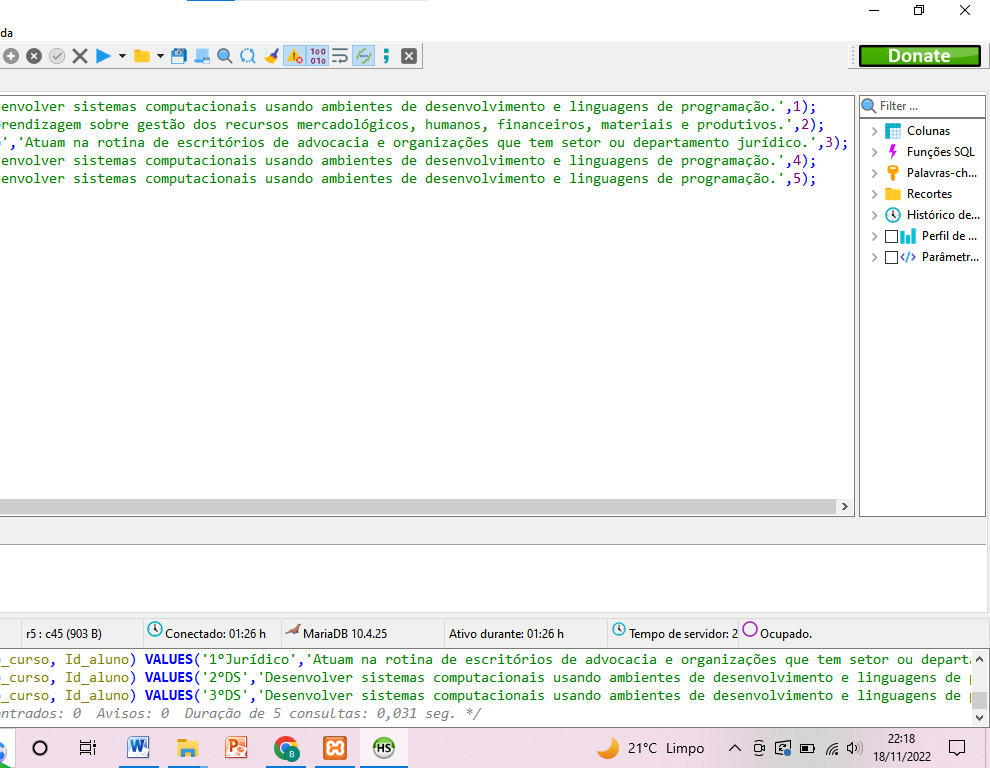 da
Donate
envolver sistemas computacionais usando ambientes de desenvolvimento e linguagens de programação.',1);
rendizagem sobre gestão dos recursos mercadológicos, humanos, financeiros, materiais e produtivos.',2);
','Atuam na rotina de escritórios de advocacia e organizações que tem setor ou departamento jurídico.',3);
envolver sistemas computacionais usando ambientes de desenvolvimento e linguagens de programação.',4);
envolver sistemas computacionais usando ambientes de desenvolvimento e linguagens de programação.',5);
Filter ...
Colunas
Funções SQL
Palavras-ch...
Recortes
Histórico de...
Perfil de ...
Parâmetr...
r5 : c45 (903 B) Conectado: 01:26 h MariaDB 10.4.25 Ativo durante: 01:26 h Tempo de servidor: 2 Ocupado.
_curso, Id_aluno) VALUES('1ºJurídico','Atuam na rotina de escritórios de advocacia e organizações que tem setor ou depart
_curso, Id_aluno) VALUES('2ºDS','Desenvolver sistemas computacionais usando ambientes de desenvolvimento e linguagens de p
_curso, Id_aluno) VALUES('3ºDS','Desenvolver sistemas computacionais usando ambientes de desenvolvimento e linguagens de p
ontrados: 0 Avisos: 0 Duração de 5 consultas: 0,031 seg. */
21°C Limpo
22:18
18/11/2022